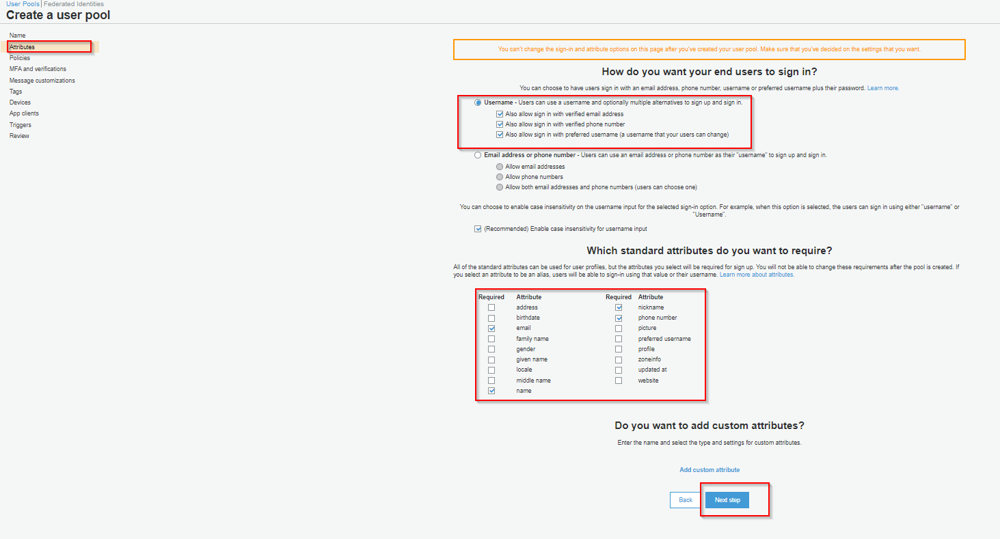 User Pools | Federated Identities
Create a user pool
Name
Attributes
Policies
MFA and verifications
Message customizations
Tags
Devices
App clients
Triggers
Review
You can't change the sign-in and attribute options on this page after you've created your user pool. Make sure that you've decided on the settings that you want.
How do you want your end users to sign in?
You can choose to have users sign in with an email address, phone number, username or preferred username plus their password. Learn more.
Username - Users can use a username and optionally multiple alternatives to sign up and sign in.
Also allow sign in with verified email address
Also allow sign in with verified phone number
Also allow sign in with preferred username (a username that your users can change)
Email address or phone number - Users can use an email address or phone number as their "username" to sign up and sign in.
Allow email addresses
Allow phone numbers
Allow both email addresses and phone numbers (users can choose one)
You can choose to enable case insensitivity on the username input for the selected sign-in option. For example, when this option is selected, the users can sign in using either "username" or
"Username".
(Recommended) Enable case insensitivity for username input
Which standard attributes do you want to require?
All of the standard attributes can be used for user profiles, but the attributes you select will be required for sign up. You will not be able to change these requirements after the pool is created. If
you select an attribute to be an alias, users will be able to sign-in using that value or their username. Learn more about attributes.
Required Attribute Required Attribute
address nickname
birthdate phone number
email picture
family name preferred username
gender profile
given name zoneinfo
locale updated at
middle name website
name
Do you want to add custom attributes?
Enter the name and select the type and settings for custom attributes.
Add custom attribute
Back Next step